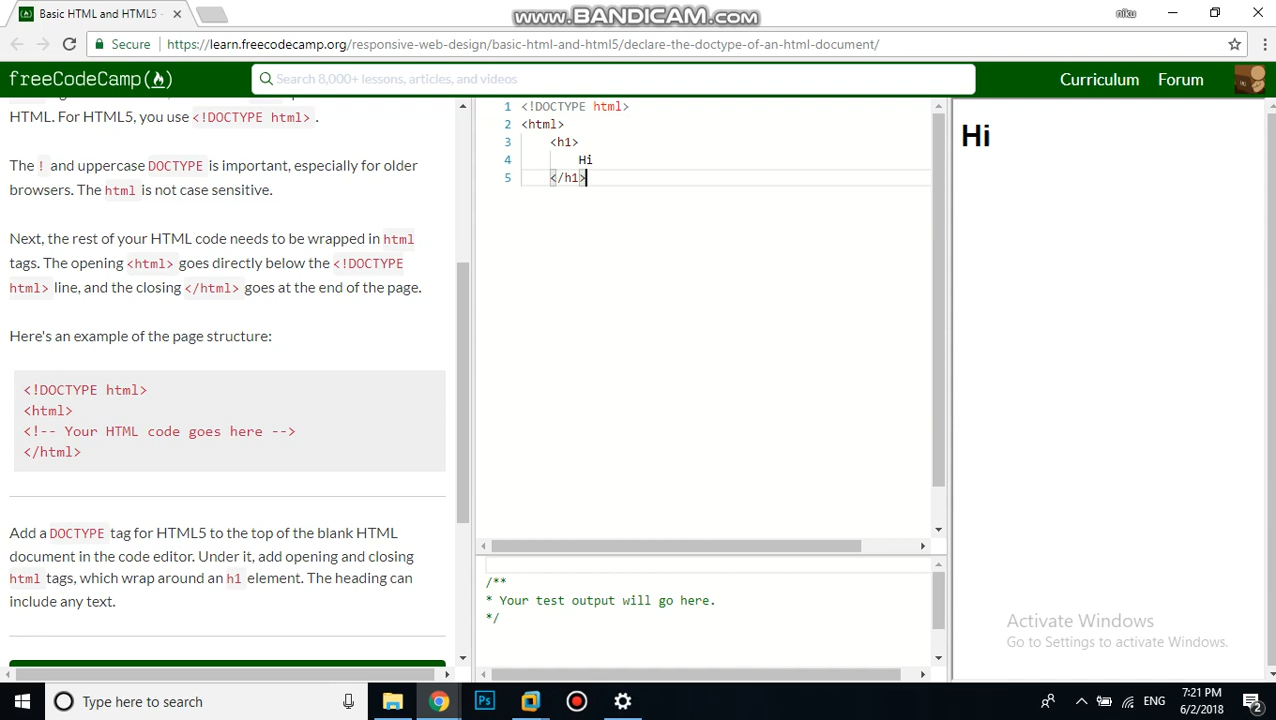 Basic HTML and HTML5 -
www.BANDICAM.com
niku
Secure
https://learn.freecodecamp.org/responsive-web-design/basic-html-and-html5/declare-the-doctype-of-an-html-document/
freeCodeCamp
Search 8,000+ lessons, articles, and videos
Curriculum
Forum
HTML. For HTML5, you use <!DOCTYPE html> .
The ! and uppercase DOCTYPE is important, especially for older
browsers. The html is not case sensitive.
Next, the rest of your HTML code needs to be wrapped in html
tags. The opening <html> goes directly below the <!DOCTYPE
html> line, and the closing </html> goes at the end of the page.
Here's an example of the page structure:
<!DOCTYPE html>
<html>
<!-- Your HTML code goes here -->
</html>
Add a DOCTYPE tag for HTML5 to the top of the blank HTML
document in the code editor. Under it, add opening and closing
html tags, which wrap around an h1 element. The heading can
include any text.
1 <!DOCTYPE html>
2 <html>
3 <h1>
4 Hi
5 </h1>
/**
* Your test output will go here.
*/
Hi
Activate Windows
Go to Settings to activate Windows.
Type here to search
Ps
ENG
7:21 PM
6/2/2018
2